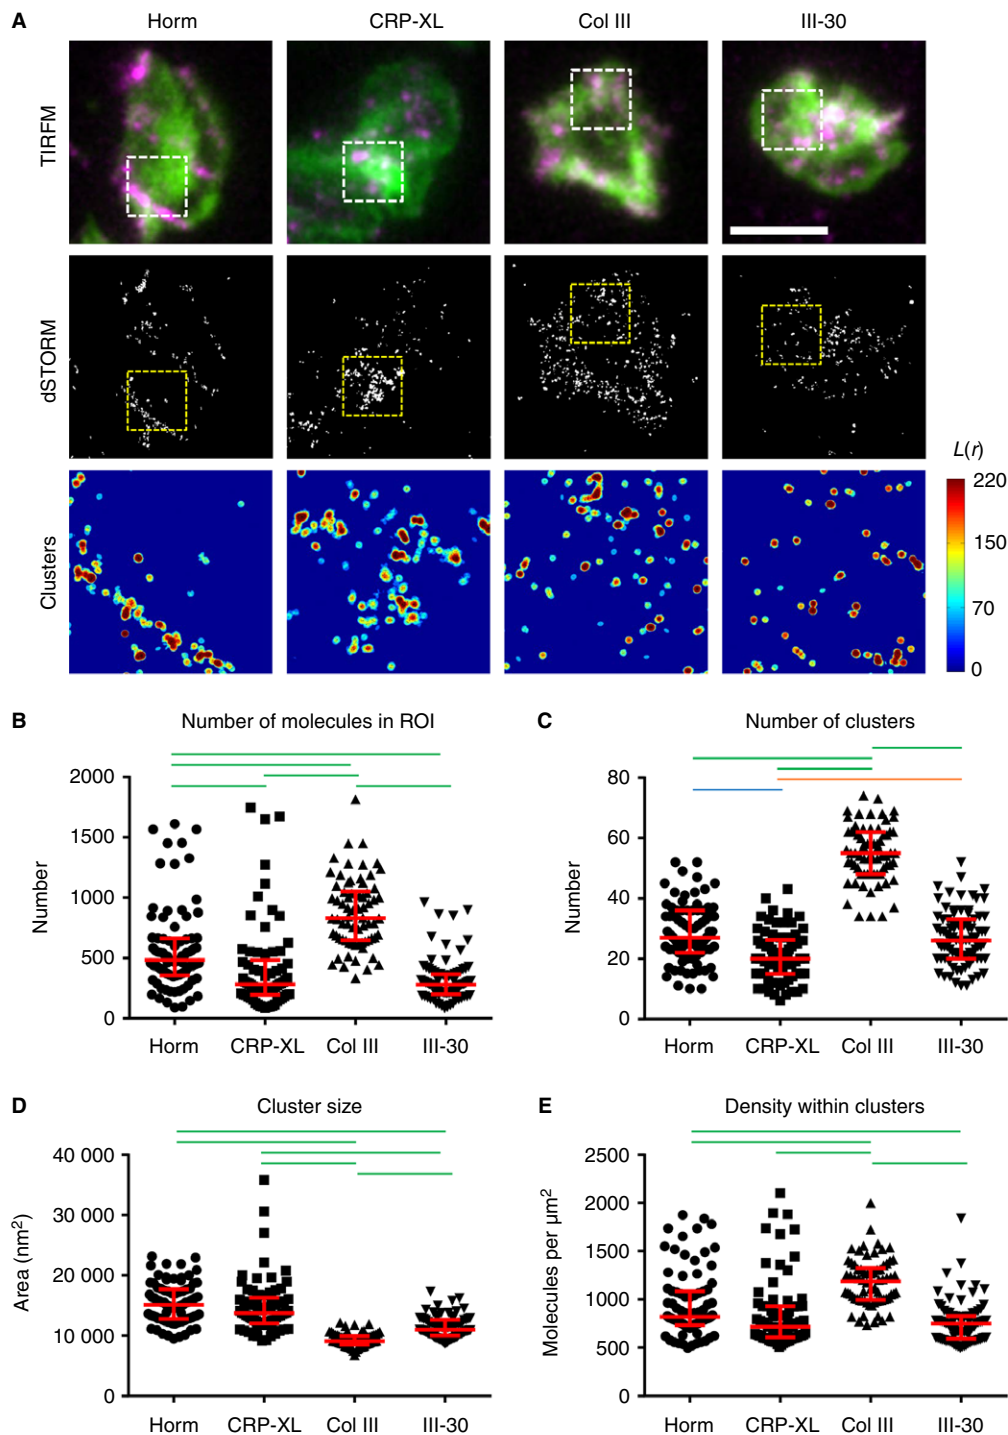 A
Horm CRP-XL Col III III-30
TIRFM
dSTORM
Clusters
L(r)
220
150
70
0
B Number of molecules in ROI
Number
2000
1500
1000
500
0
Horm CRP-XL Col III III-30
C Number of clusters
Number
80
60
40
20
0
Horm CRP-XL Col III III-30
D Cluster size
Area (nm²)
40 000
30 000
20 000
10 000
0
Horm CRP-XL Col III III-30
E Density within clusters
Molecules per µm²
2500
2000
1500
1000
500
0
Horm CRP-XL Col III III-30